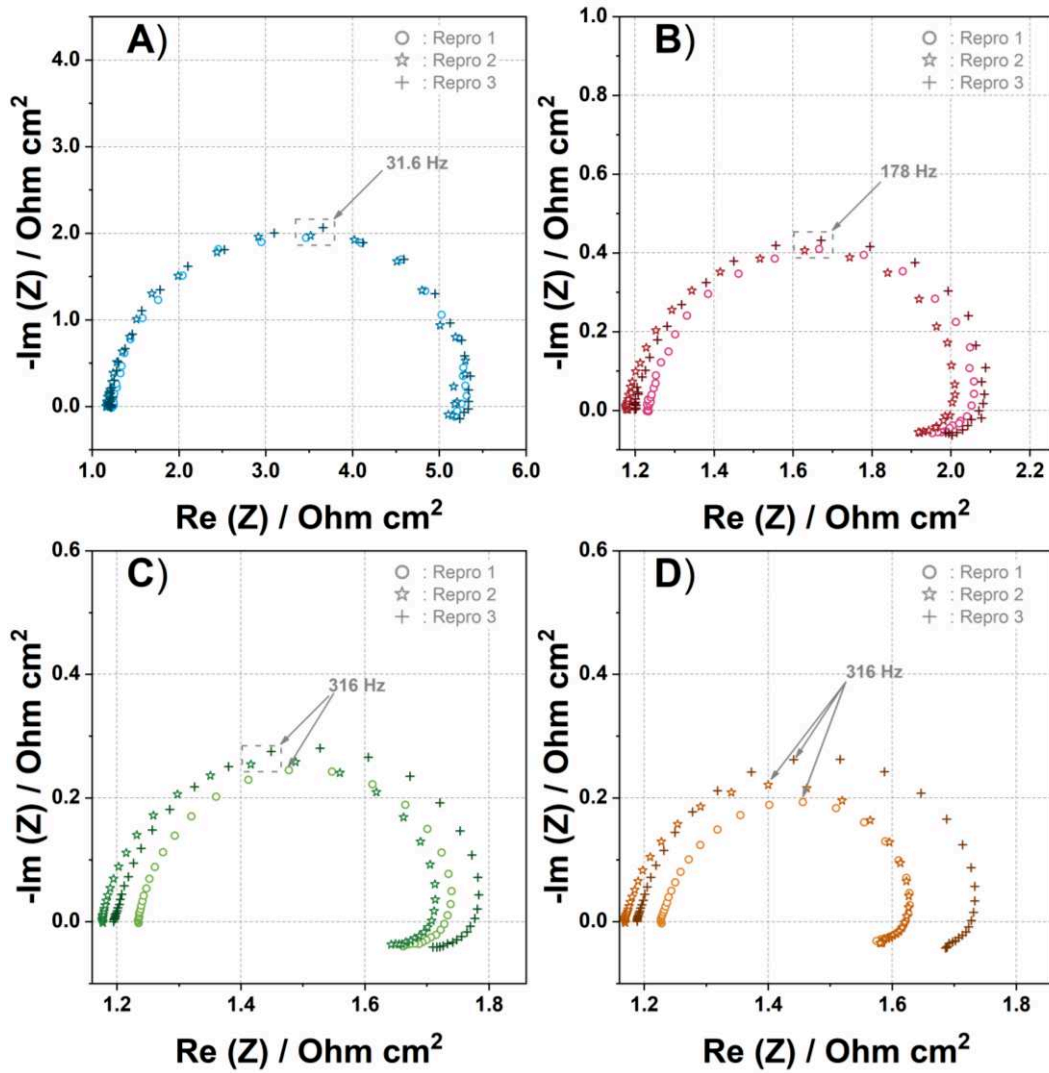 A)
: Repro 1
: Repro 2
: Repro 3
31.6 Hz
4.0
3.0
2.0
1.0
0.0
-Im (Z) / Ohm cm²
1.0 2.0 3.0 4.0 5.0 6.0
Re (Z) / Ohm cm²
B)
: Repro 1
: Repro 2
: Repro 3
178 Hz
1.0
0.8
0.6
0.4
0.2
0.0
-Im (Z) / Ohm cm²
1.2 1.4 1.6 1.8 2.0 2.2
Re (Z) / Ohm cm²
C)
: Repro 1
: Repro 2
: Repro 3
316 Hz
0.6
0.4
0.2
0.0
-Im (Z) / Ohm cm²
1.2 1.4 1.6 1.8
Re (Z) / Ohm cm²
D)
: Repro 1
: Repro 2
: Repro 3
316 Hz
0.6
0.4
0.2
0.0
-Im (Z) / Ohm cm²
1.2 1.4 1.6 1.8
Re (Z) / Ohm cm²